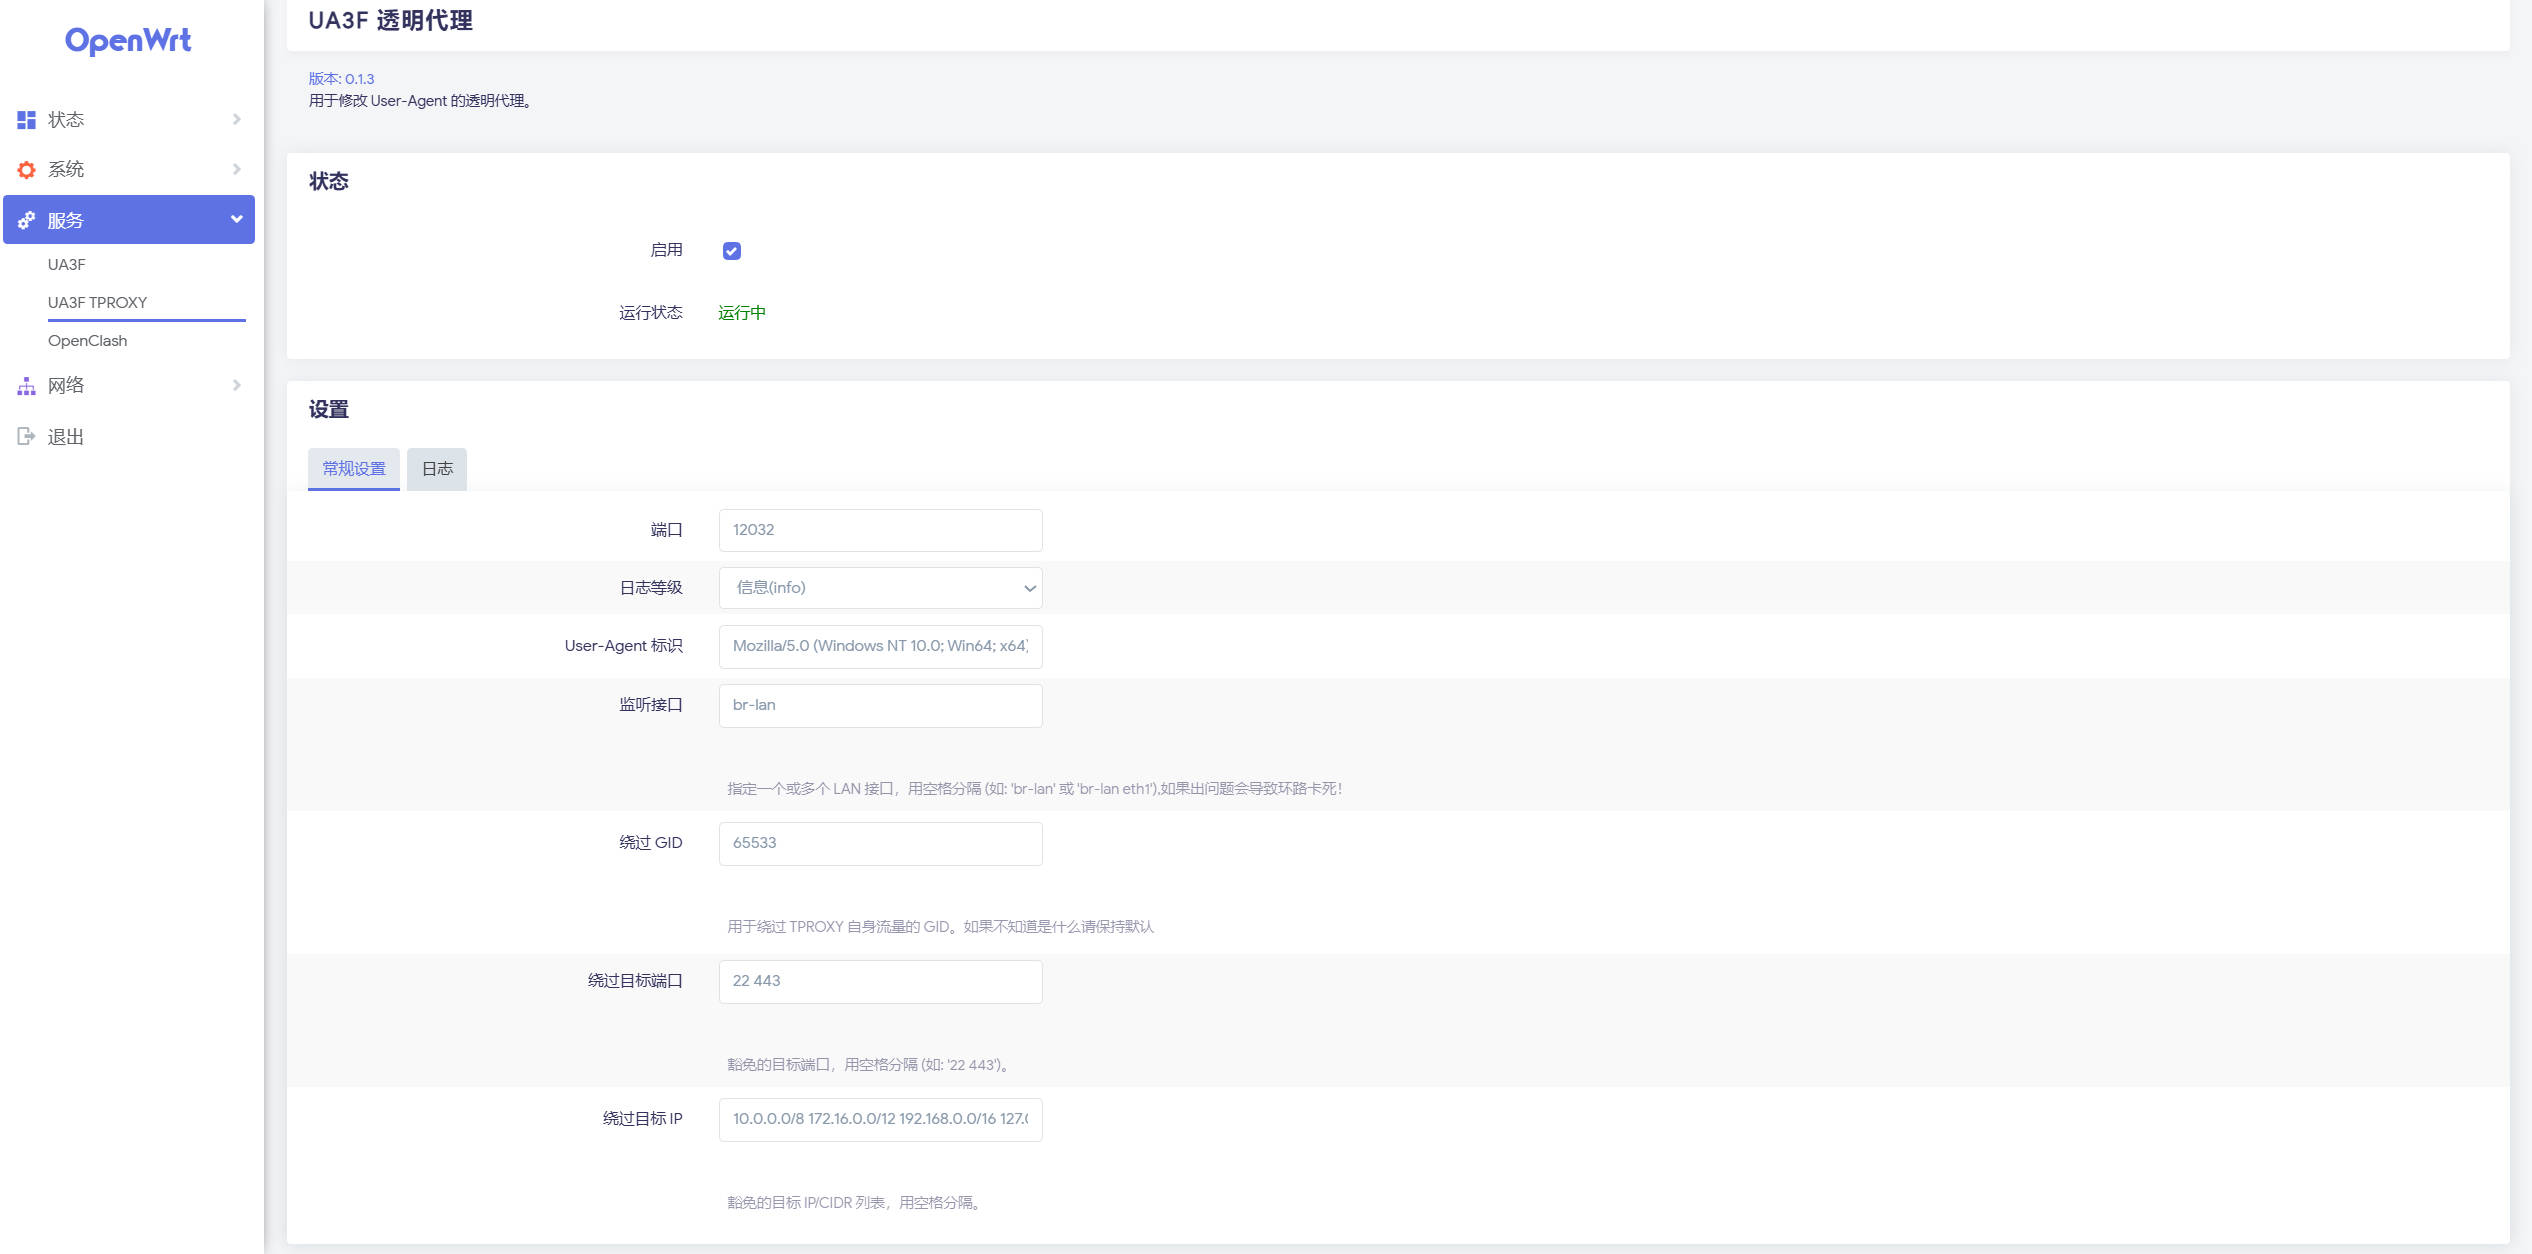 OpenWrt
状态
系统
服务
UA3F
UA3F TPROXY
OpenClash
网络
退出
UA3F 透明代理
版本: 0.1.3
用于修改 User-Agent 的透明代理。
状态
启用
运行状态 运行中
设置
常规设置 日志
端口 12032
日志等级 信息(info)
User-Agent 标识 Mozilla/5.0 (Windows NT 10.0; Win64; x64)
监听接口 br-lan
指定一个或多个 LAN 接口，用空格分隔 (如: 'br-lan' 或 'br-lan eth1'),如果出问题会导致环路卡死！
绕过 GID 65533
用于绕过 TPROXY 自身流量的 GID。如果不知道是什么请保持默认
绕过目标端口 22 443
豁免的目标端口，用空格分隔 (如: '22 443')。
绕过目标 IP 10.0.0.0/8 172.16.0.0/12 192.168.0.0/16 127.0
豁免的目标 IP/CIDR 列表，用空格分隔。